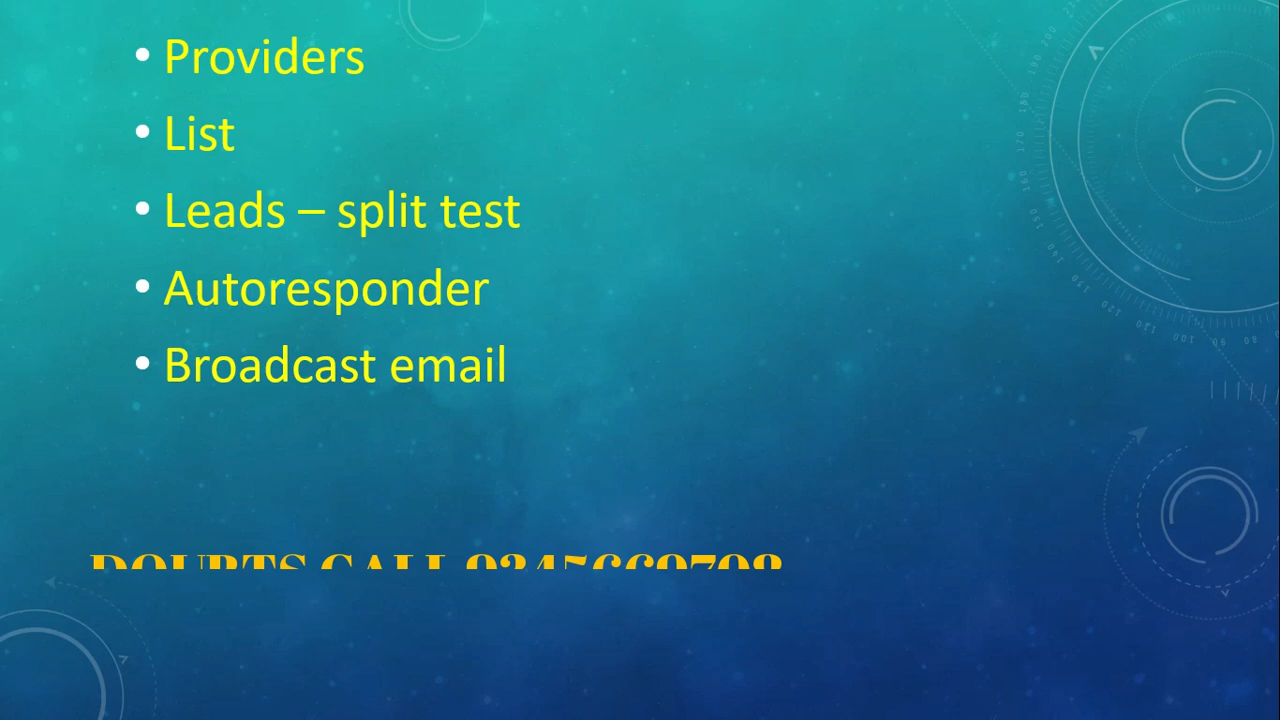 • Providers
• List
• Leads – split test
• Autoresponder
• Broadcast email
DOUBTS CALL